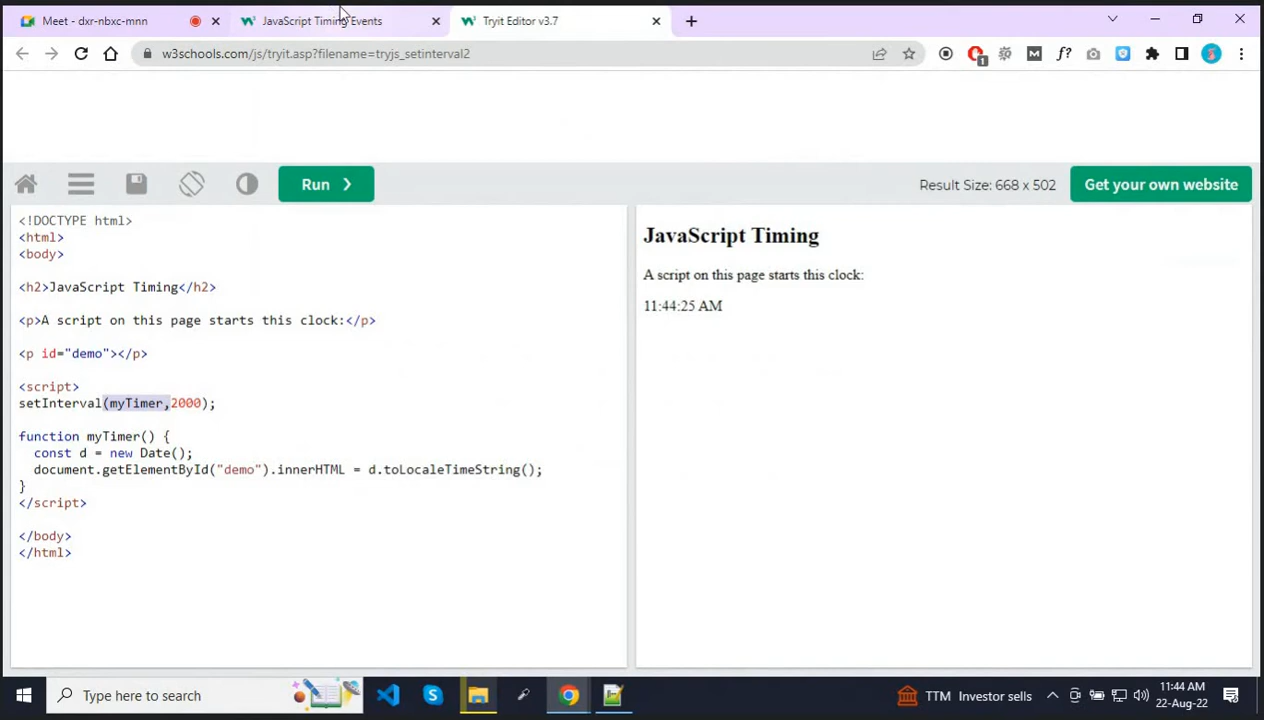 Meet - dxr-nbxc-mnn
JavaScript Timing Events
Tryit Editor v3.7
w3schools.com/js/tryit.asp?filename=tryjs_setinterval2
f?
M
1
Run ❯
Result Size: 668 x 502
Get your own website
<!DOCTYPE html>
<html>
<body>
<h2>JavaScript Timing</h2>
<p>A script on this page starts this clock:</p>
<p id="demo"></p>
<script>
setInterval(myTimer,2000);
function myTimer() {
  const d = new Date();
  document.getElementById("demo").innerHTML = d.toLocaleTimeString();
}
</script>
</body>
</html>
JavaScript Timing
A script on this page starts this clock:
11:44:25 AM
Type here to search
TTM Investor sells
11:44 AM
22-Aug-22